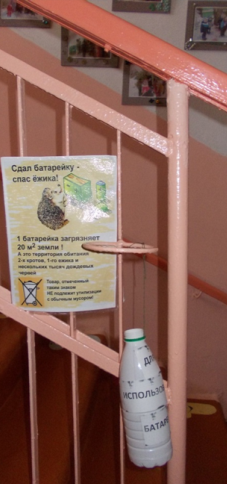 Сдал батарейку -
спас ёжика!
1 батарейка загрязняет
20 м² земли !
А это территория обитания
2-х кротов, 1-го ёжика и
нескольких тысяч дождевых
червей
Товар, отмеченный
таким знаком
НЕ подлежит утилизации
с обычным мусором!
ДЛ
ИСПОЛЬЗО
БАТАР